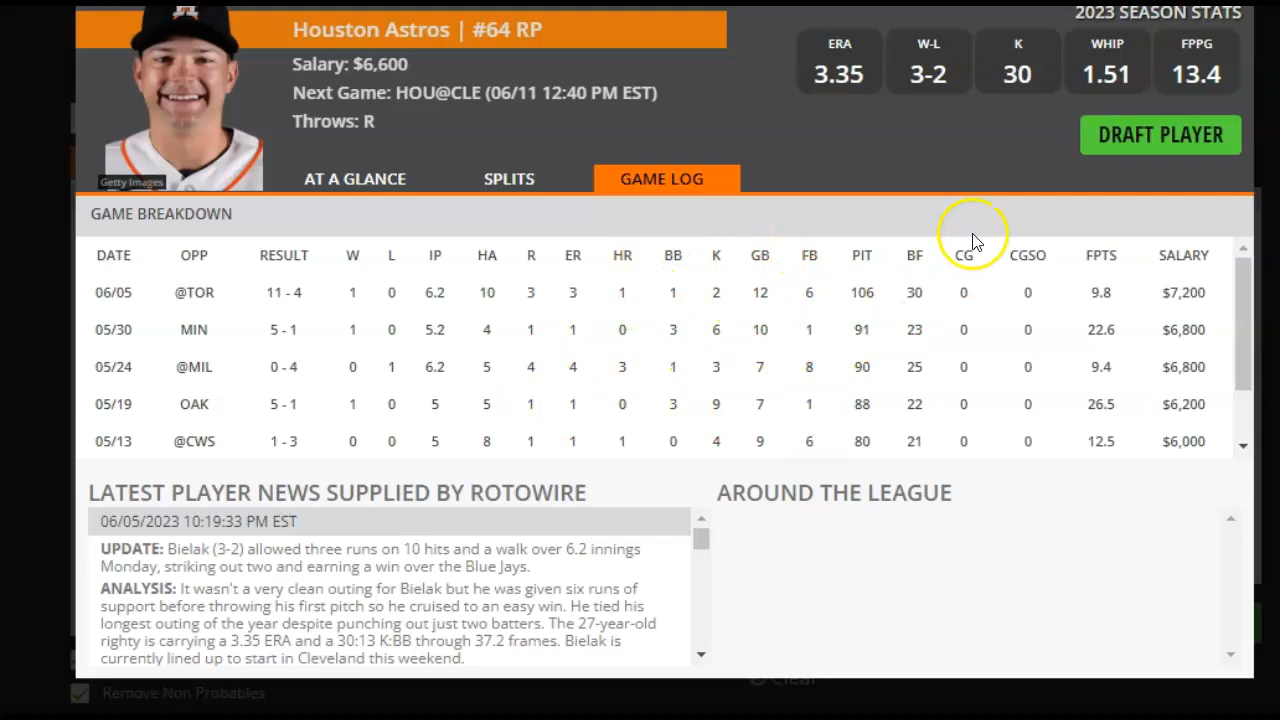 2023 SEASON STATS
Houston Astros | #64 RP
Salary: $6,600
Next Game: HOU@CLE (06/11 12:40 PM EST)
Throws: R
ERA W-L K WHIP FPPG
3.35 3-2 30 1.51 13.4
DRAFT PLAYER
Getty Images
AT A GLANCE SPLITS GAME LOG
GAME BREAKDOWN
DATE OPP RESULT W L IP HA R ER HR BB K GB FB PIT BF CG CGSO FPTS SALARY
06/05 @TOR 11 - 4 1 0 6.2 10 3 3 1 1 2 12 6 106 30 0 0 9.8 $7,200
05/30 MIN 5 - 1 1 0 5.2 4 1 1 0 3 6 10 1 91 23 0 0 22.6 $6,800
05/24 @MIL 0 - 4 0 1 6.2 5 4 4 3 1 3 7 8 90 25 0 0 9.4 $6,800
05/19 OAK 5 - 1 1 0 5 5 1 1 0 3 9 7 1 88 22 0 0 26.5 $6,200
05/13 @CWS 1 - 3 0 0 5 8 1 1 1 0 4 9 6 80 21 0 0 12.5 $6,000
LATEST PLAYER NEWS SUPPLIED BY ROTOWIRE
06/05/2023 10:19:33 PM EST
UPDATE: Bielak (3-2) allowed three runs on 10 hits and a walk over 6.2 innings
Monday, striking out two and earning a win over the Blue Jays.
ANALYSIS: It wasn't a very clean outing for Bielak but he was given six runs of
support before throwing his first pitch so he cruised to an easy win. He tied his
longest outing of the year despite punching out just two batters. The 27-year-old
righty is carrying a 3.35 ERA and a 30:13 K:BB through 37.2 frames. Bielak is
currently lined up to start in Cleveland this weekend.
AROUND THE LEAGUE
Remove Non Probables
Clear